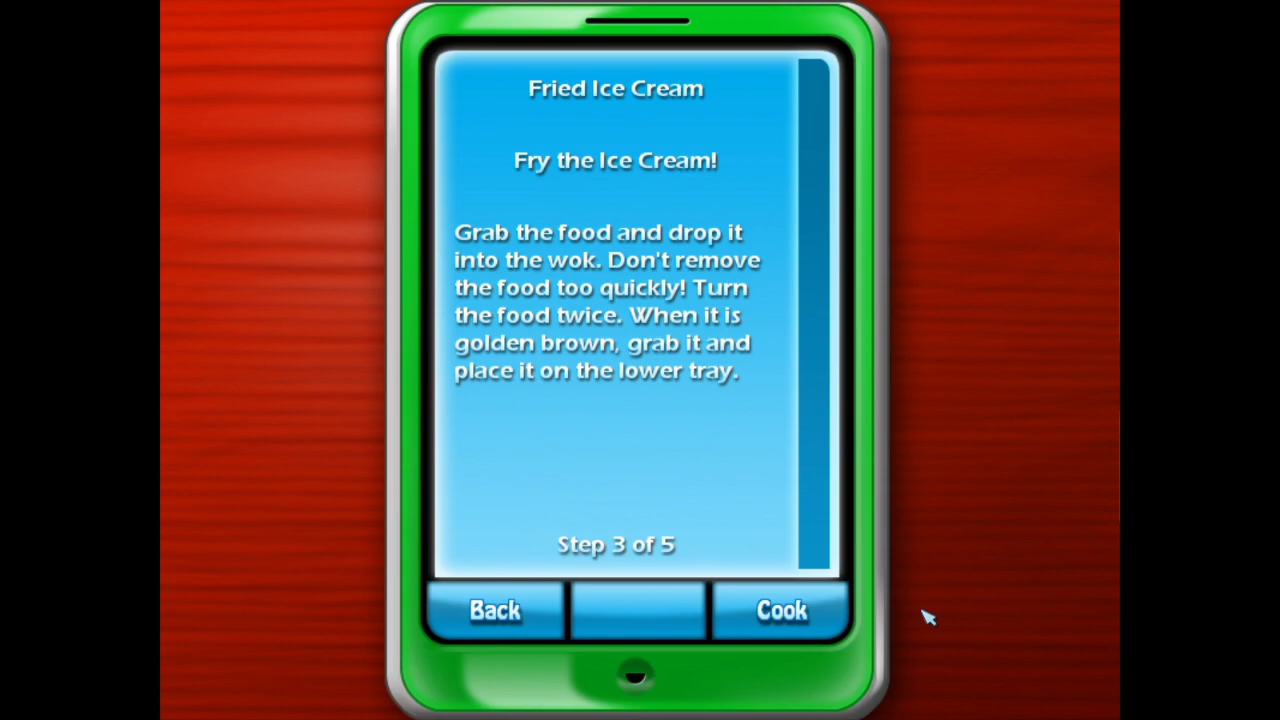 Fried Ice Cream
Fry the Ice Cream!
Grab the food and drop it
into the wok. Don't remove
the food too quickly! Turn
the food twice. When it is
golden brown, grab it and
place it on the lower tray.
Step 3 of 5
Back
Cook